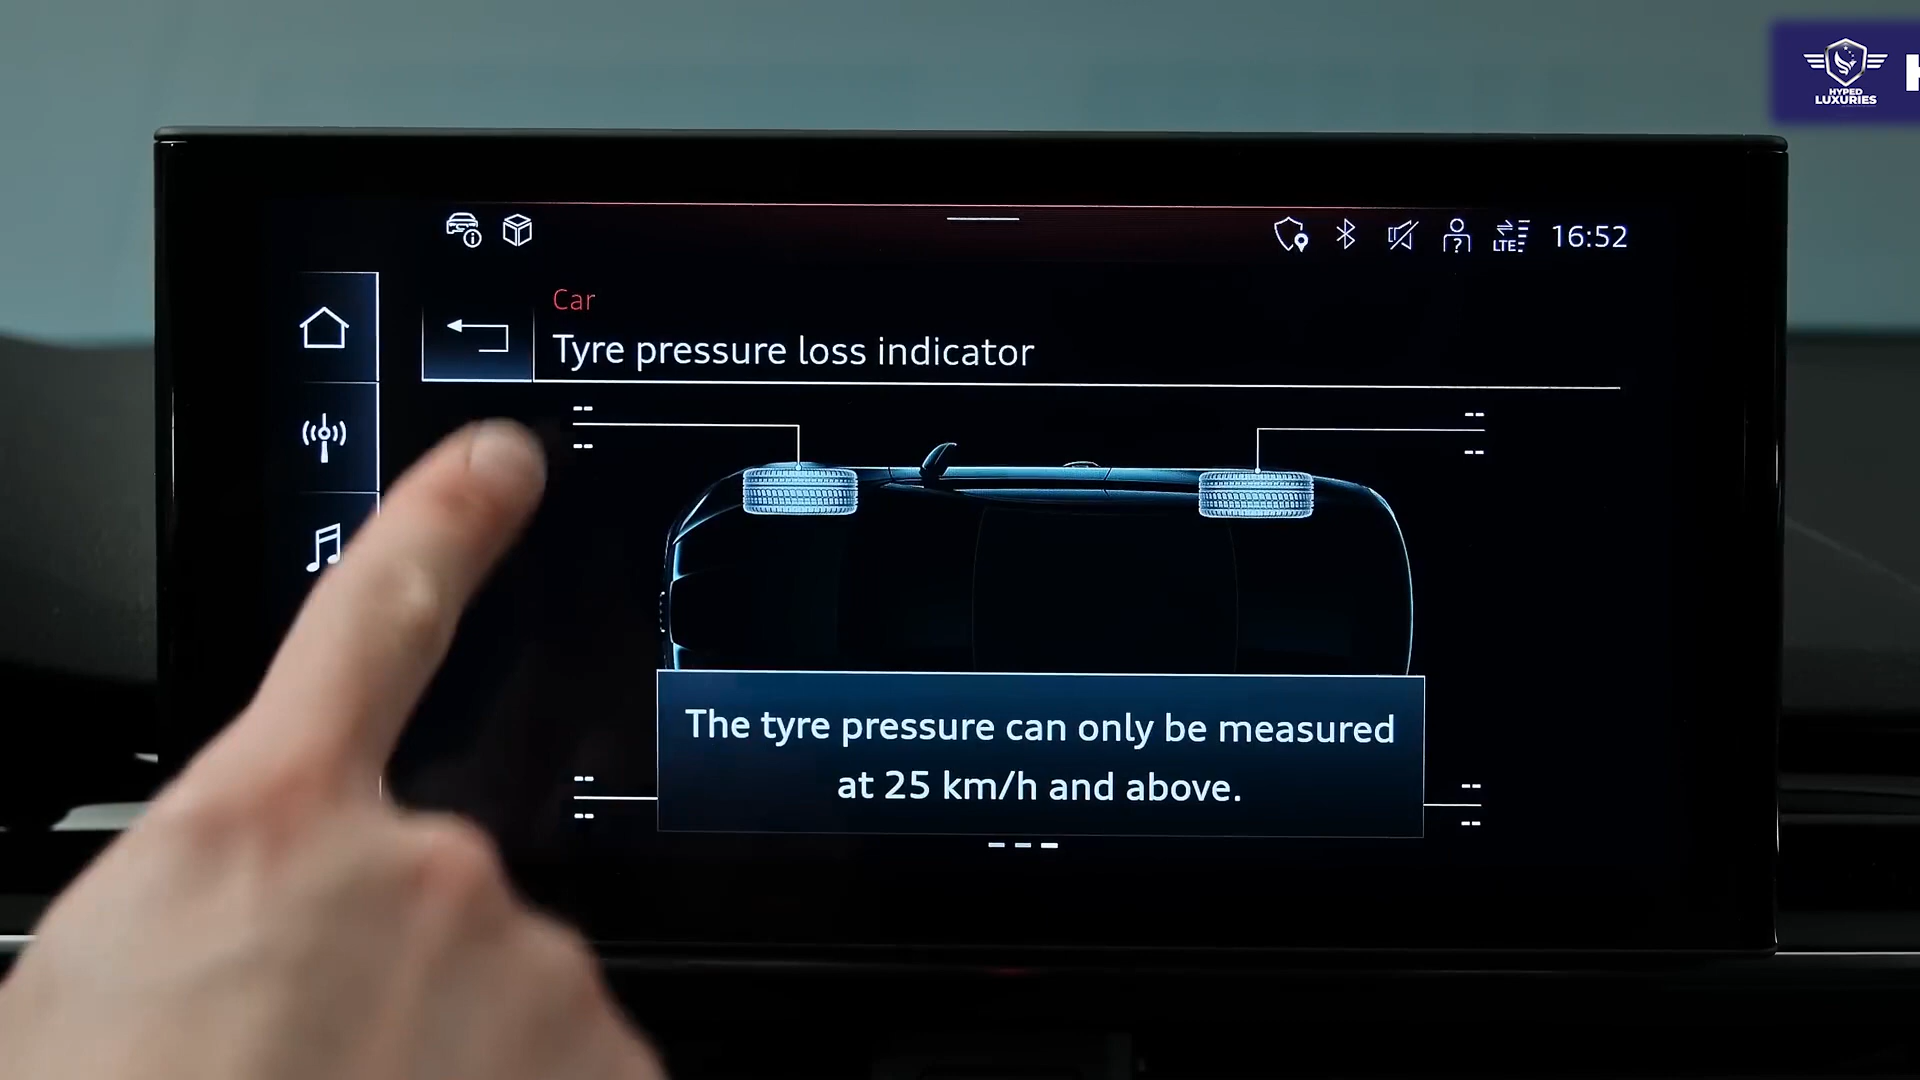 HYPED
LUXURIES
H
LTE
16:52
Car
Tyre pressure loss indicator
-- --
-- --
The tyre pressure can only be measured
at 25 km/h and above.
-- --
-- --